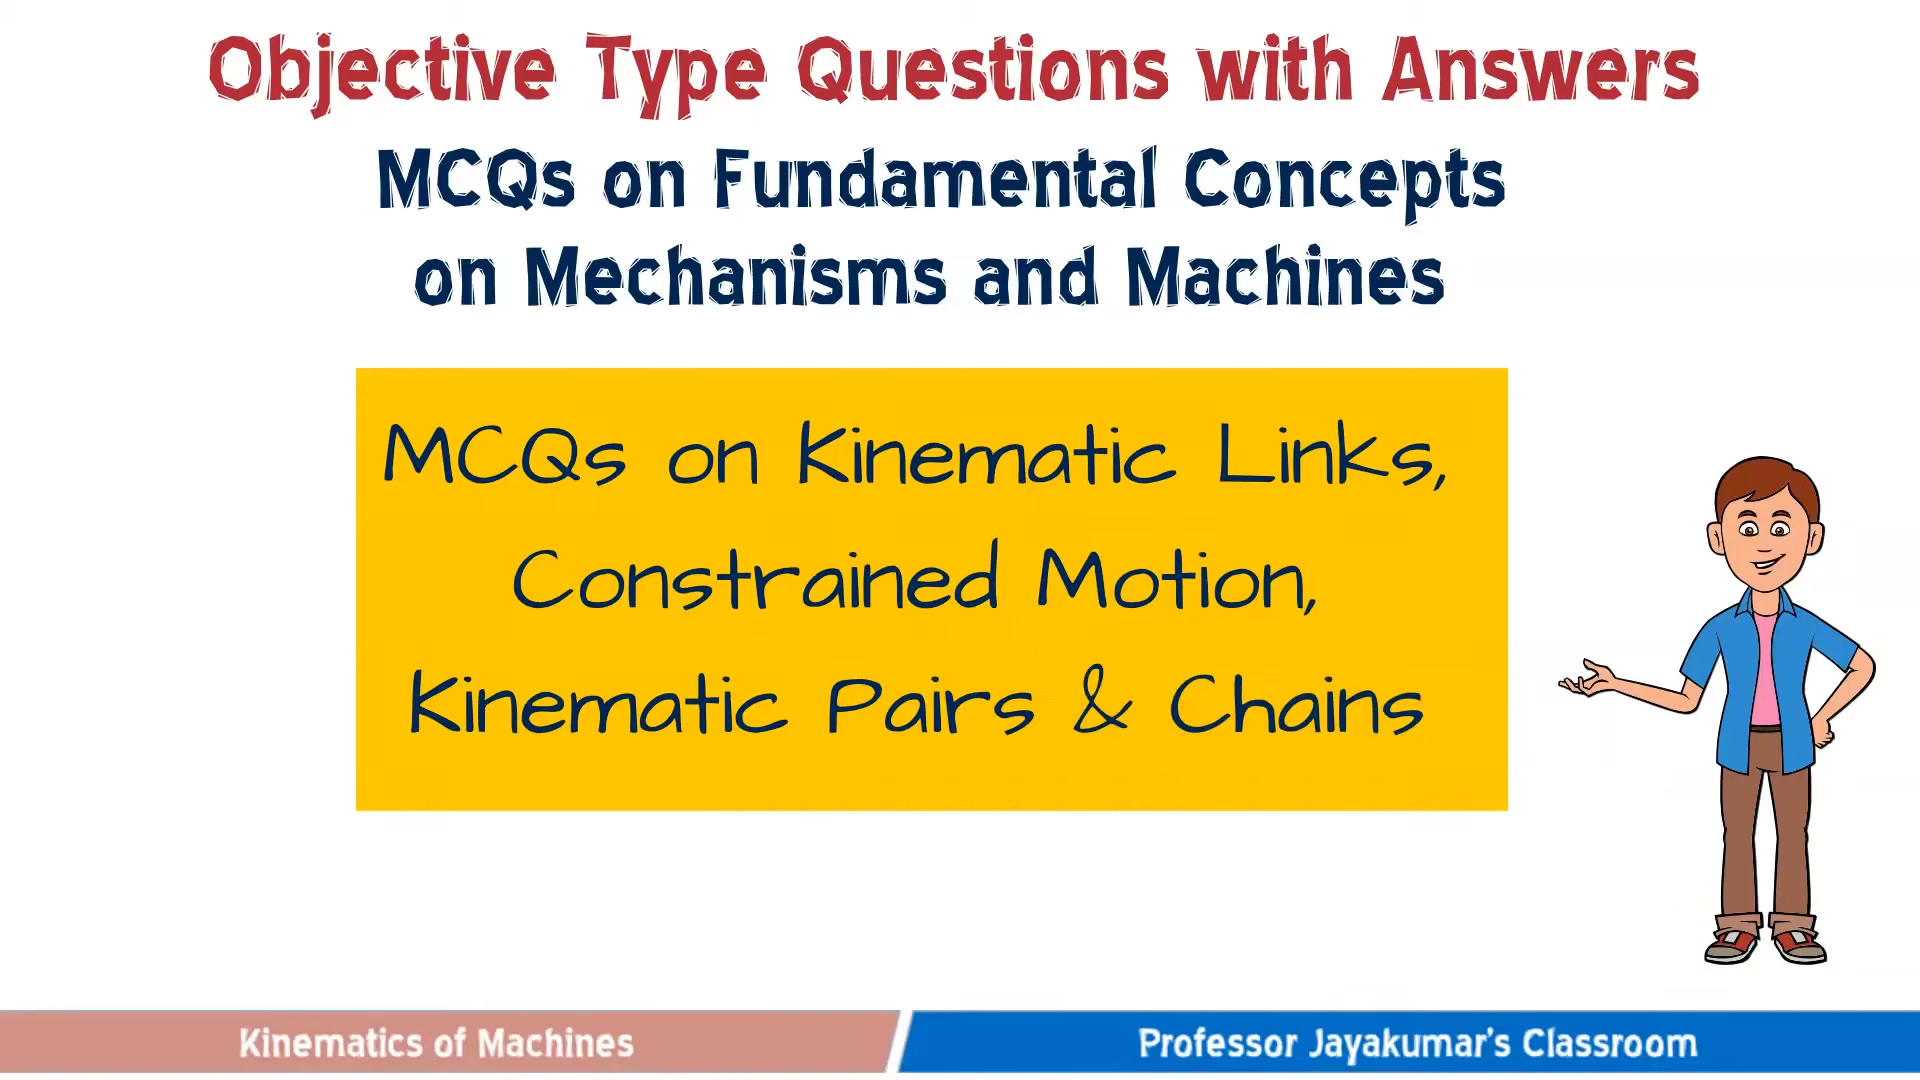 Objective Type Questions with Answers
MCQs on Fundamental Concepts
on Mechanisms and Machines
MCQs on Kinematic Links,
Constrained Motion,
Kinematic Pairs & Chains
Kinematics of Machines
Professor Jayakumar's Classroom